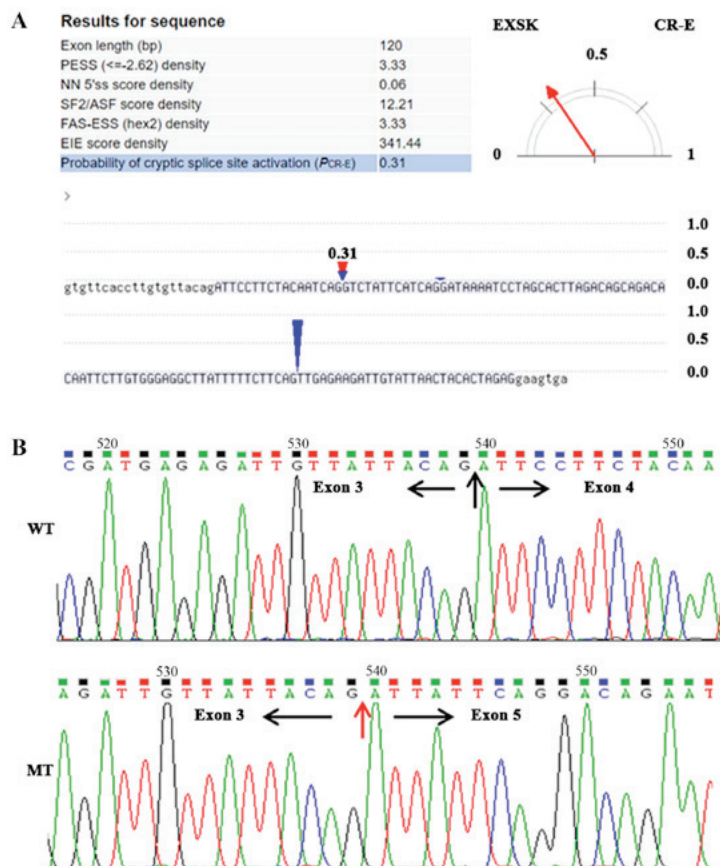 A
Results for sequence
Exon length (bp) 120
PESS (<=-2.62) density 3.33
NN 5'ss score density 0.06
SF2/ASF score density 12.21
FAS-ESS (hex2) density 3.33
EIE score density 341.44
Probability of cryptic splice site activation (PCR-E) 0.31
EXSK CR-E
0.5
0 1
>
1.0
0.31 0.5
0.0
gtgttcaccttgtgttacagATTCCTTCTACAATCAGGTCTATTCATCAGGATAAAATCCTAGCACTTAGACAGCAGACA
1.0
0.5
0.0
CAATTCTTGTGGGAGGCTTATTTTTCTTCAGTTGAGAAGATTGTATTAACTACACTAGAGgaagtga
B
520 530 540 550
C G A T G A G A G A T T G T T A T T A C A G A T T C C T T C T A C A A
Exon 3 Exon 4
WT
530 540 550
A G A T T G T T A T T A C A G A T T A T T C A G G A C A G A A T
Exon 3 Exon 5
MT